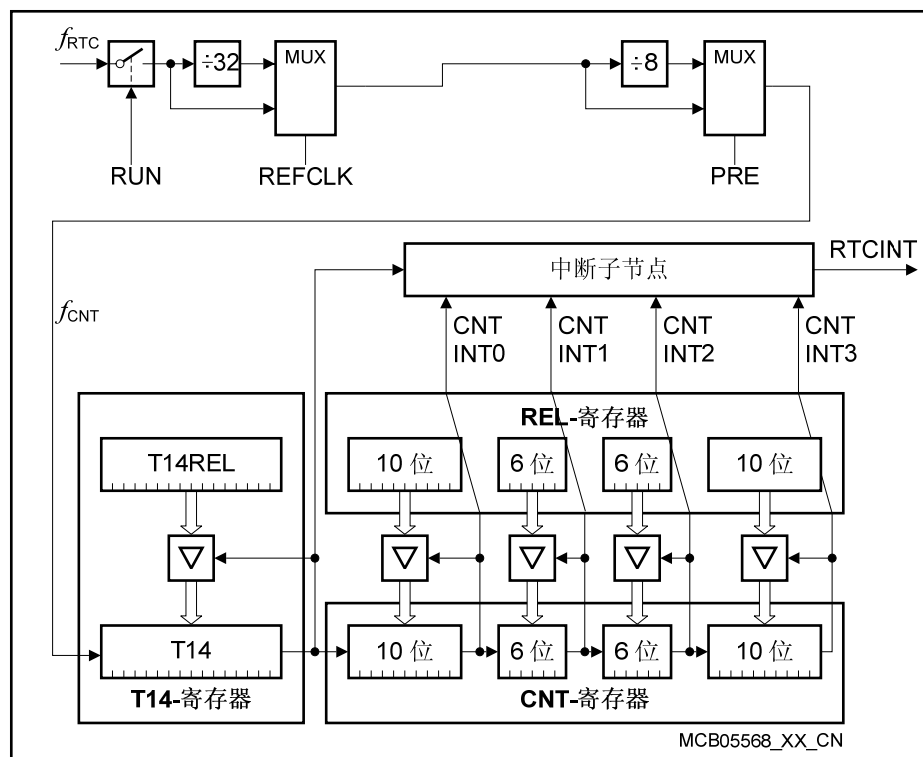 fRTC
÷32
MUX
÷8
MUX
RUN
REFCLK
PRE
RTCINT
中断子节点
fCNT
CNT INT0
CNT INT1
CNT INT2
CNT INT3
REL-寄存器
T14REL
10 位
6 位
6 位
10 位
T14
10 位
6 位
6 位
10 位
T14-寄存器
CNT-寄存器
MCB05568_XX_CN